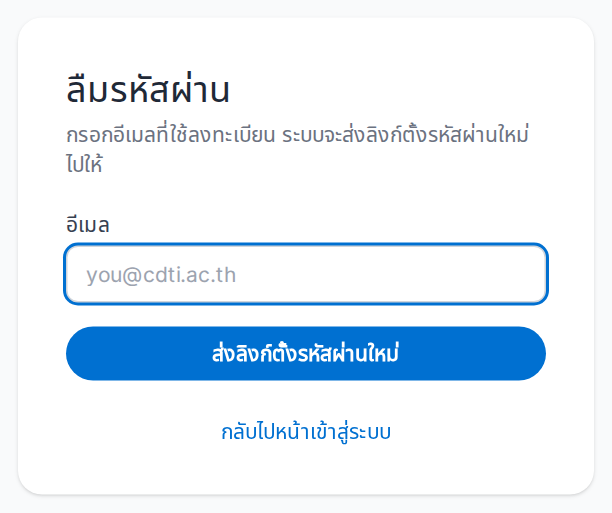 ลืมรหัสผ่าน
กรอกอีเมลที่ใช้ลงทะเบียน ระบบจะส่งลิงก์ตั้งรหัสผ่านใหม่
ไปให้
อีเมล
you@cdti.ac.th
ส่งลิงก์ตั้งรหัสผ่านใหม่
กลับไปหน้าเข้าสู่ระบบ